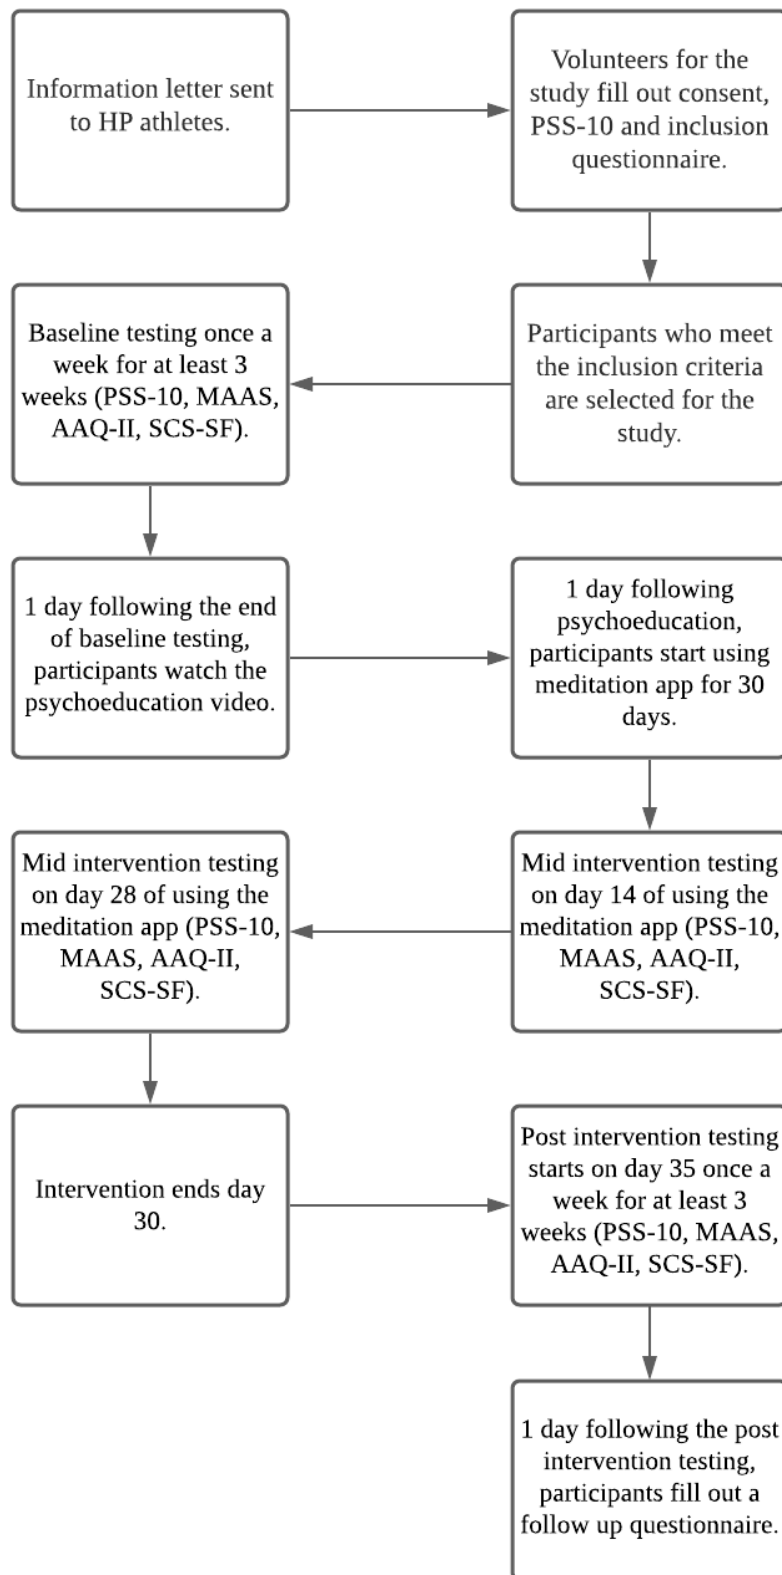 Information letter sent
to HP athletes.
Volunteers for the
study fill out consent,
PSS-10 and inclusion
questionnaire.
Participants who meet
the inclusion criteria
are selected for the
study.
Baseline testing once a
week for at least 3
weeks (PSS-10, MAAS,
AAQ-II, SCS-SF).
1 day following the end
of baseline testing,
participants watch the
psychoeducation video.
1 day following
psychoeducation,
participants start using
meditation app for 30
days.
Mid intervention testing
on day 14 of using the
meditation app (PSS-10,
MAAS, AAQ-II,
SCS-SF).
Mid intervention testing
on day 28 of using the
meditation app (PSS-10,
MAAS, AAQ-II,
SCS-SF).
Intervention ends day
30.
Post intervention testing
starts on day 35 once a
week for at least 3
weeks (PSS-10, MAAS,
AAQ-II, SCS-SF).
1 day following the post
intervention testing,
participants fill out a
follow up questionnaire.